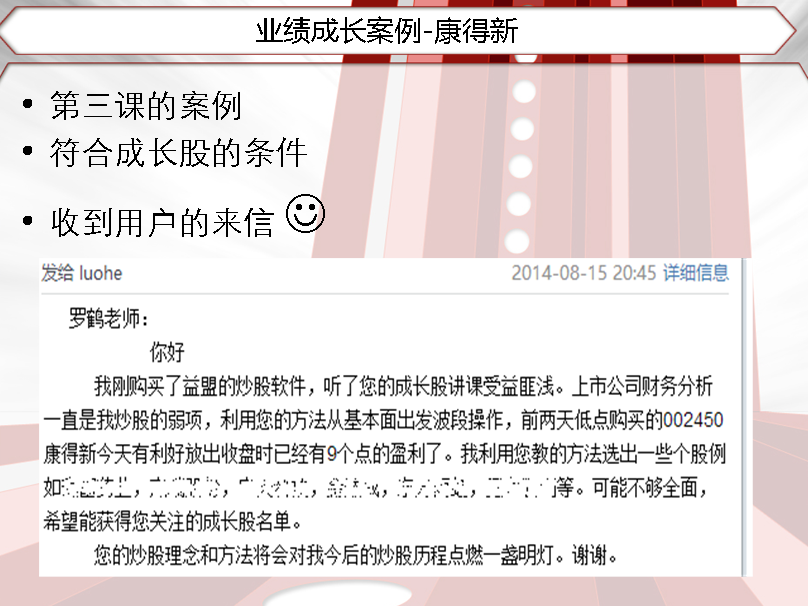 业绩成长案例-康得新
• 第三课的案例
• 符合成长股的条件
• 收到用户的来信
发给 luohe 2014-08-15 20:45 详细信息
罗鹤老师：
你好
我刚购买了益盟的炒股软件，听了您的成长股讲课受益匪浅。上市公司财务分析
一直是我炒股的弱项，利用您的方法从基本面出发波段操作，前两天低点购买的002450
康得新今天有利好放出收盘时已经有9个点的盈利了。我利用您教的方法选出一些个股例
如，，，，，等。可能不够全面，
希望能获得您关注的成长股名单。
您的炒股理念和方法将会对我今后的炒股历程点燃一盏明灯。谢谢。